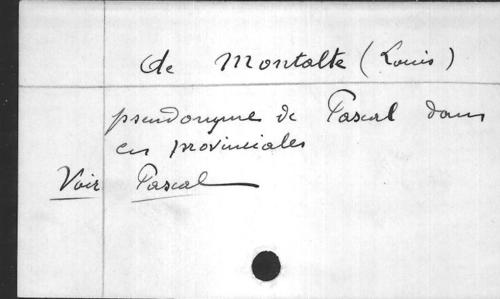 de Montalte (Louis)
pseudonyme de Pascal dans
les provinciales
Voir Pascal